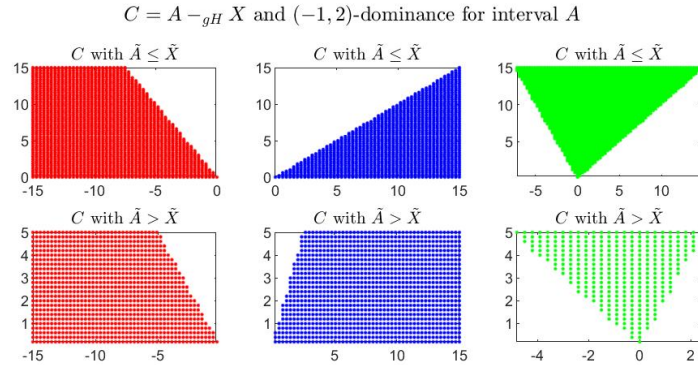 C = A −gH X and (−1, 2)-dominance for interval A
C with Ã ≤ X̃
C with Ã ≤ X̃
C with Ã ≤ X̃
15
10
5
0
-15 -10 -5 0
15
10
5
0
0 5 10 15
15
10
5
-5 0 5 10
C with Ã > X̃
C with Ã > X̃
C with Ã > X̃
5
4
3
2
1
-15 -10 -5
5
4
3
2
1
5 10 15
5
4
3
2
1
-4 -2 0 2